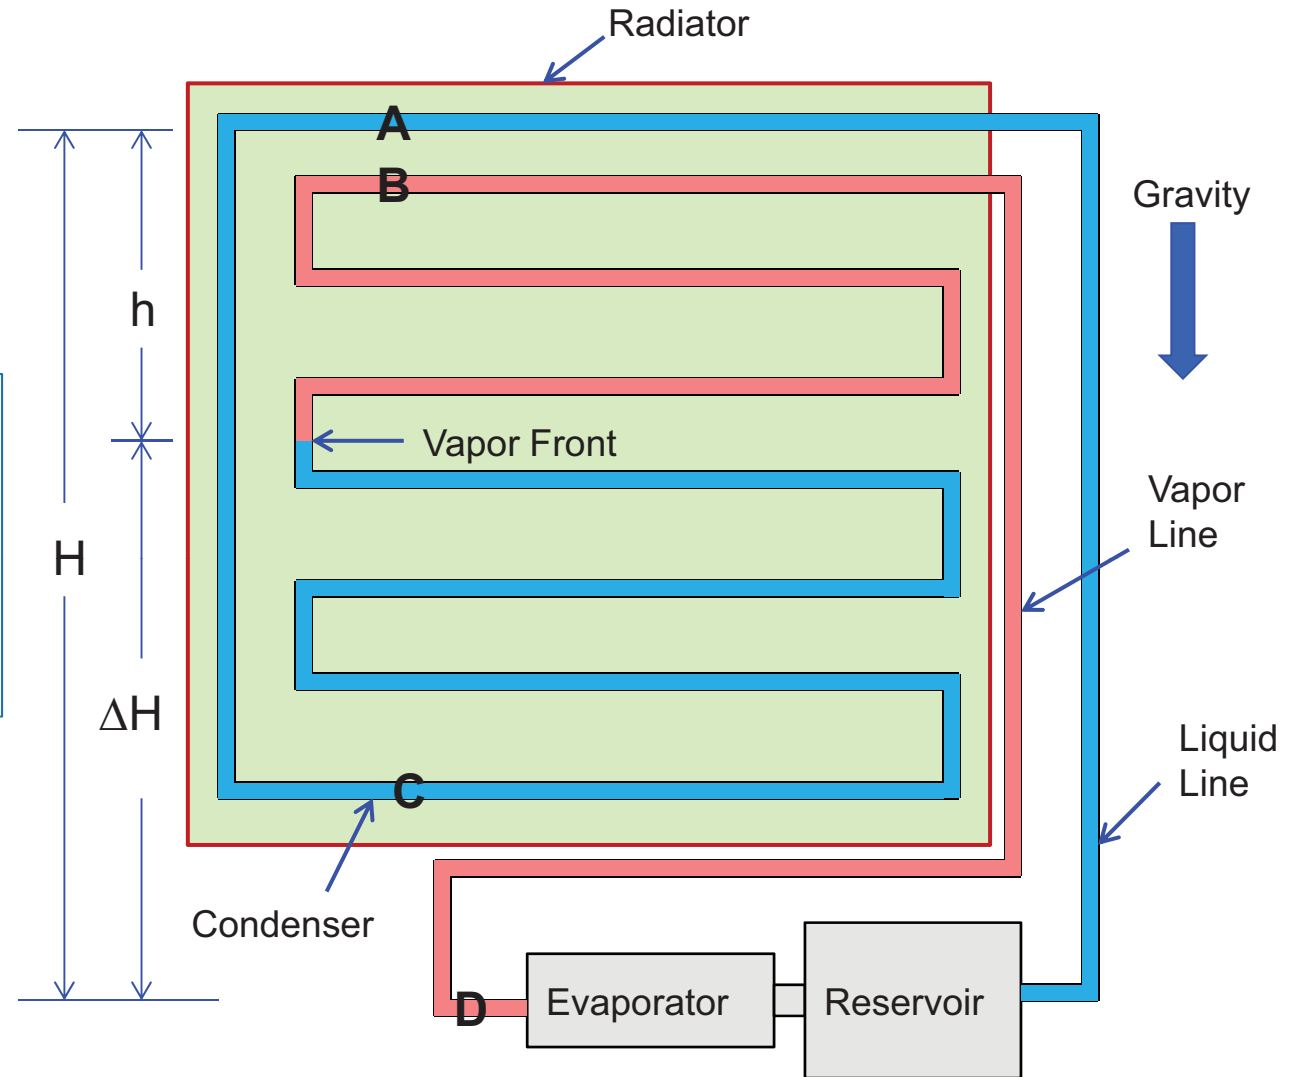 Radiator
A
B
Gravity
h
Vapor Front
Vapor
Line
H
ΔH
Liquid
Line
C
Condenser
D
Evaporator
Reservoir